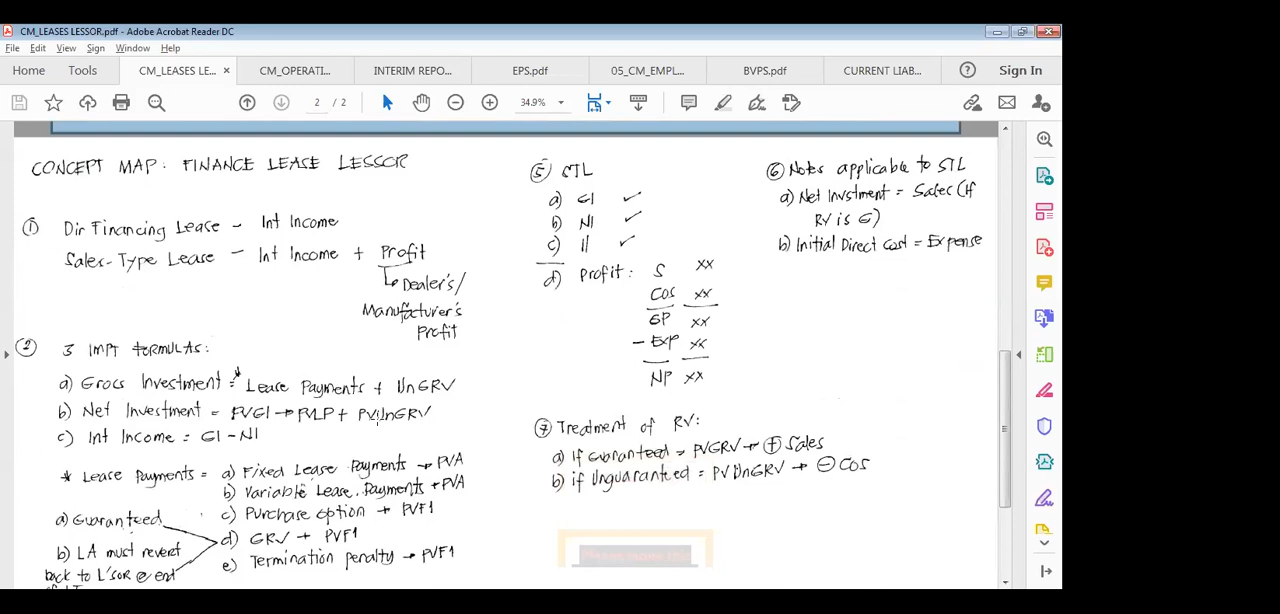 CM_LEASES LESSOR.pdf - Adobe Acrobat Reader DC
File Edit View Sign Window Help
Home Tools CM_LEASES LE... × CM_OPERATI... INTERIM REPO... EPS.pdf 05_CM_EMPL... BVPS.pdf CURRENT LIAB... Sign In
2 / 2 34.9%
CONCEPT MAP: FINANCE LEASE LESSOR
① Dir Financing Lease - Int Income
Sales-Type Lease - Int Income + Profit
Dealer's/
Manufacturer's
Profit
② 3 IMPT FORMULAS:
a) Gross Investment = * Lease Payments + UnGRV
b) Net Investment = PVGI → PVLP + PVUnGRV
c) Int Income = GI - NI
* Lease Payments = a) Fixed Lease Payments → PVA
b) Variable Lease Payments → PVA
c) Purchase option → PVF1
d) GRV → PVF1
e) Termination penalty → PVF1
a) Guaranteed
b) LA must revert
back to L'sor @ end
⑤ STL
a) GI ✓
b) NI ✓
c) II ✓
d) Profit: S xx
COS xx
GP xx
- EXP xx
NP xx
⑥ Notes applicable to STL
a) Net Invstment = Sales (if
RV is G)
b) Initial Direct Cost = Expense
⑦ Treatment of RV:
a) if Guaranteed = PVGRV → ⊕ Sales
b) if Unguaranteed = PVUnGRV → ⊖ COS